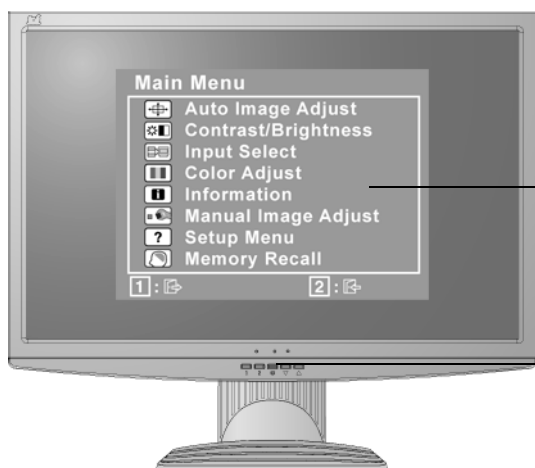 Main Menu
Auto Image Adjust
Contrast/Brightness
Input Select
Color Adjust
Information
Manual Image Adjust
? Setup Menu
Memory Recall
1: 2: